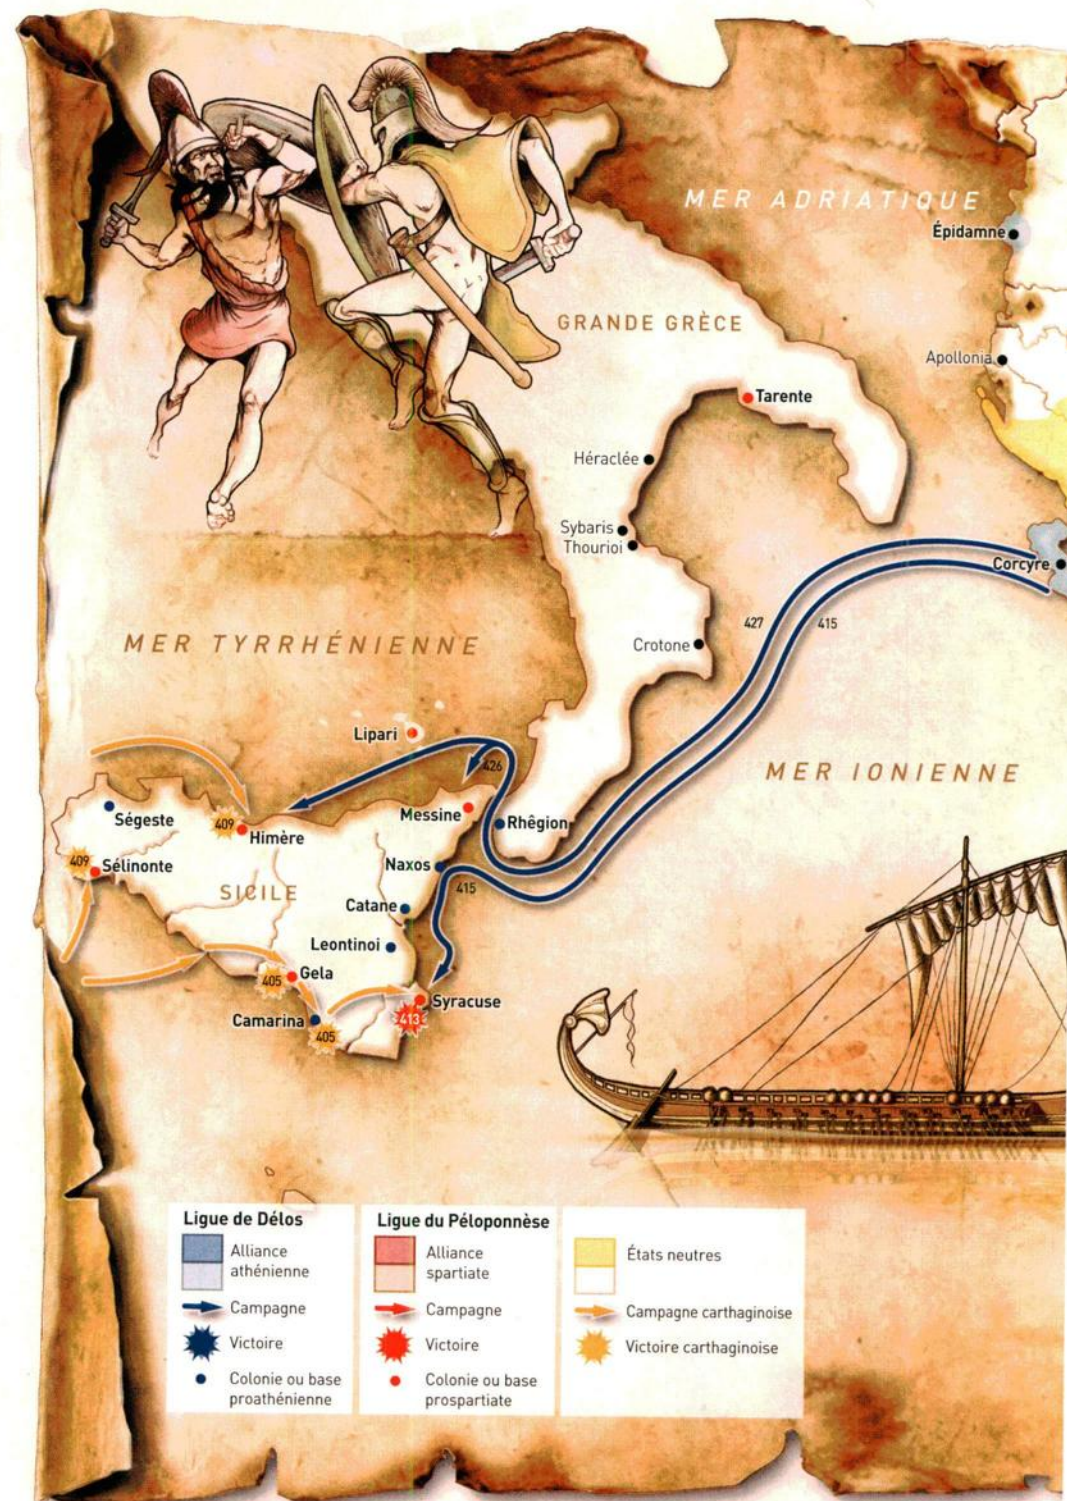 MER ADRIATIQUE
Épidamne
GRANDE GRÈCE
Apollonia
Tarente
Héraclée
Sybaris
Thourioi
Corcyre
427
415
Crotone
MER TYRRHÉNIENNE
Lipari
426
MER IONIENNE
Messine
Rhêgion
Ségeste
409
Himère
409
Sélinonte
Naxos
415
SICILE
Catane
Leontinoi
405
Gela
Syracuse
413
Camarina
405
Ligue de Délos
Alliance
athénienne
Campagne
Victoire
Colonie ou base
proathénienne
Ligue du Péloponnèse
Alliance
spartiate
Campagne
Victoire
Colonie ou base
prospartiate
États neutres
Campagne carthaginoise
Victoire carthaginoise